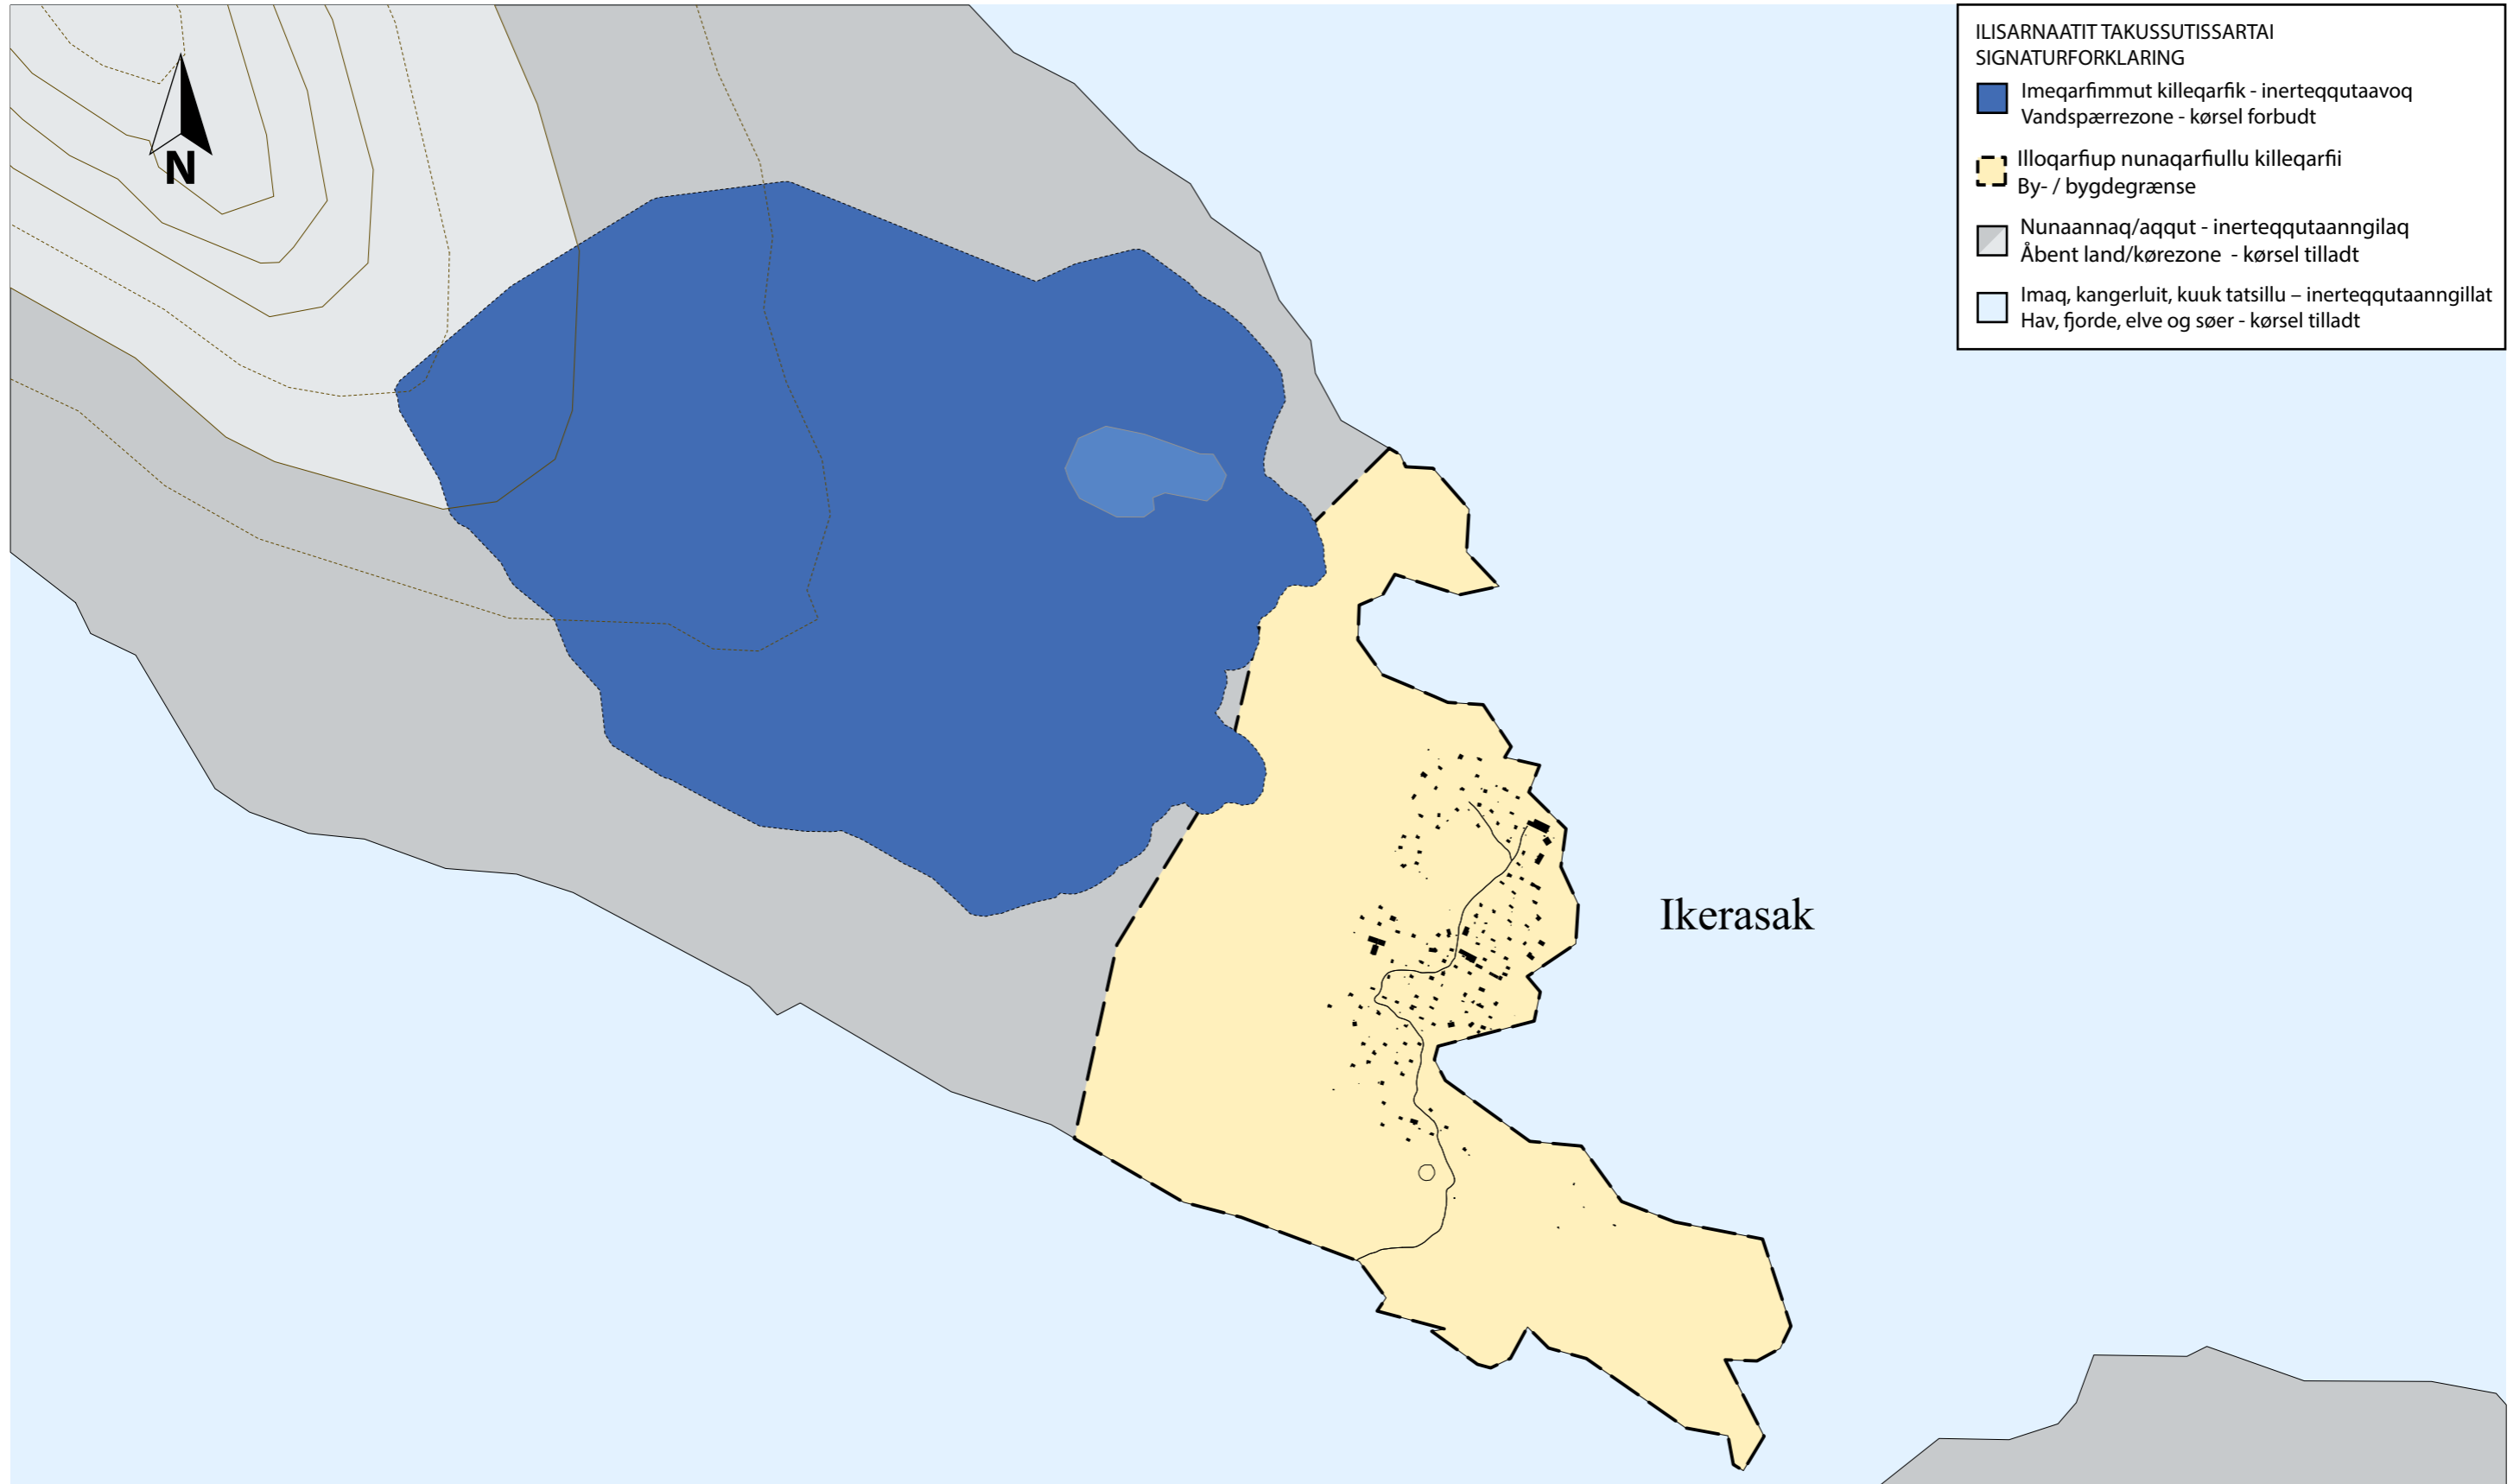 N
ILISARNAATIT TAKUSSUTISSARTAI
SIGNATURFORKLARING
Imeqarfimmut killeqarfik - inerteqqutaavoq
Vandspærrezone - kørsel forbudt
Illoqarfiup nunaqarfiullu killeqarfii
By- / bygdegrænse
Nunaannaq/aqqut - inerteqqutaanngilaq
Åbent land/kørezone - kørsel tilladt
Imaq, kangerluit, kuuk tatsillu – inerteqqutaanngillat
Hav, fjorde, elve og søer - kørsel tilladt
Ikerasak